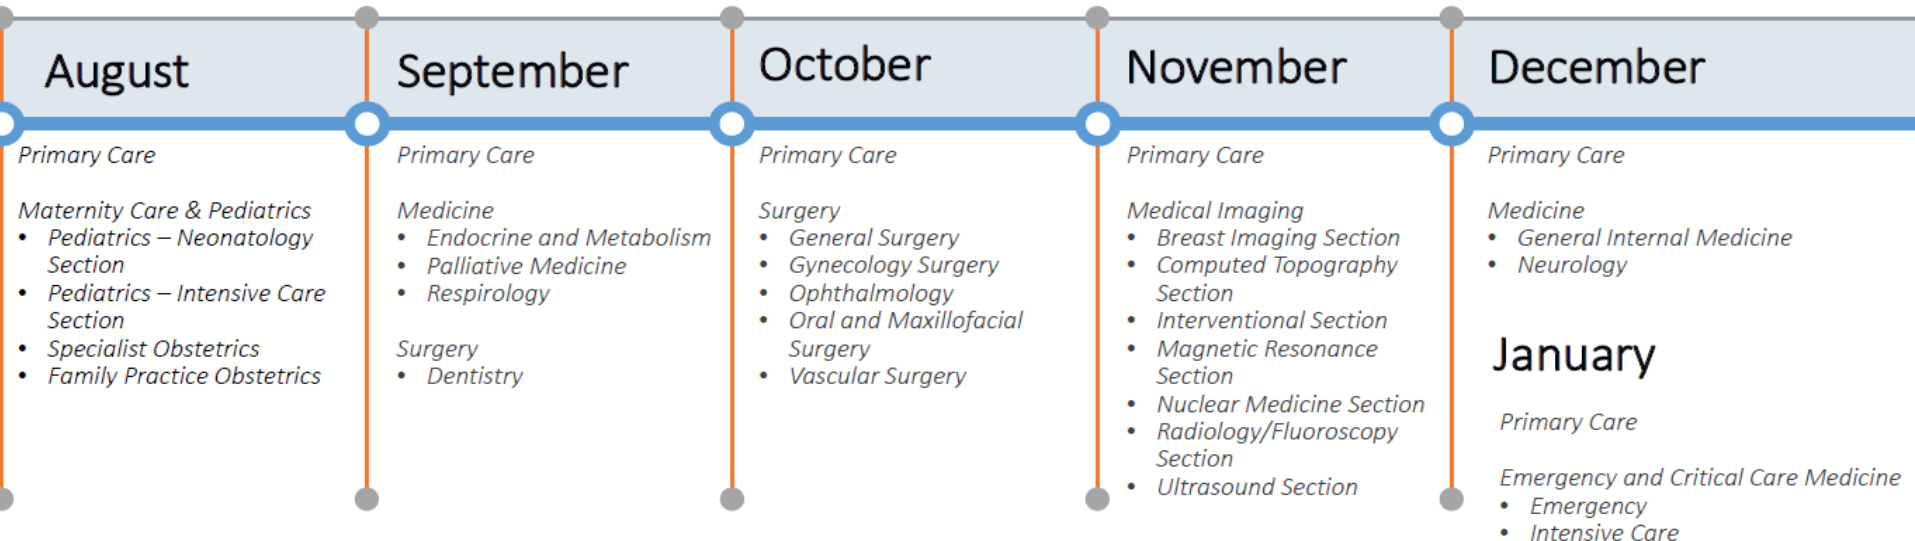 August
Primary Care
Maternity Care & Pediatrics
• Pediatrics – Neonatology
Section
• Pediatrics – Intensive Care
Section
• Specialist Obstetrics
• Family Practice Obstetrics
September
Primary Care
Medicine
• Endocrine and Metabolism
• Palliative Medicine
• Respirology
Surgery
• Dentistry
October
Primary Care
Surgery
• General Surgery
• Gynecology Surgery
• Ophthalmology
• Oral and Maxillofacial
Surgery
• Vascular Surgery
November
Primary Care
Medical Imaging
• Breast Imaging Section
• Computed Topography
Section
• Interventional Section
• Magnetic Resonance
Section
• Nuclear Medicine Section
• Radiology/Fluoroscopy
Section
• Ultrasound Section
December
Primary Care
Medicine
• General Internal Medicine
• Neurology
January
Primary Care
Emergency and Critical Care Medicine
• Emergency
• Intensive Care